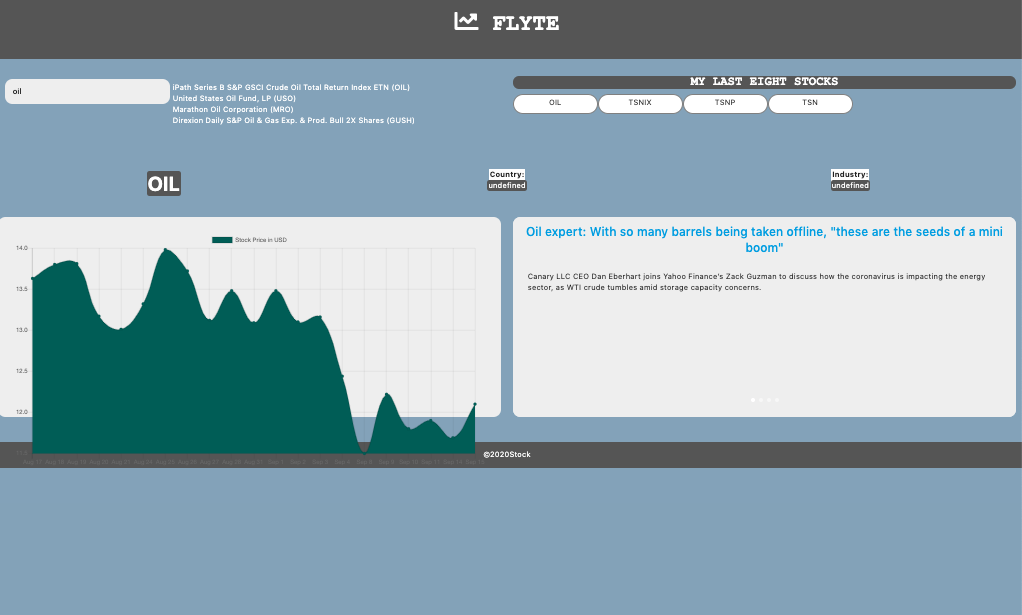 FLYTE
oil
iPath Series B S&P GSCI Crude Oil Total Return Index ETN (OIL)
United States Oil Fund, LP (USO)
Marathon Oil Corporation (MRO)
Direxion Daily S&P Oil & Gas Exp. & Prod. Bull 2X Shares (GUSH)
MY LAST EIGHT STOCKS
OIL
TSNIX
TSNP
TSN
OIL
Country:
undefined
Industry:
undefined
Stock Price in USD
14.0
13.5
13.0
12.5
12.0
Oil expert: With so many barrels being taken offline, "these are the seeds of a mini
boom"
Canary LLC CEO Dan Eberhart joins Yahoo Finance's Zack Guzman to discuss how the coronavirus is impacting the energy
sector, as WTI crude tumbles amid storage capacity concerns.
©2020Stock